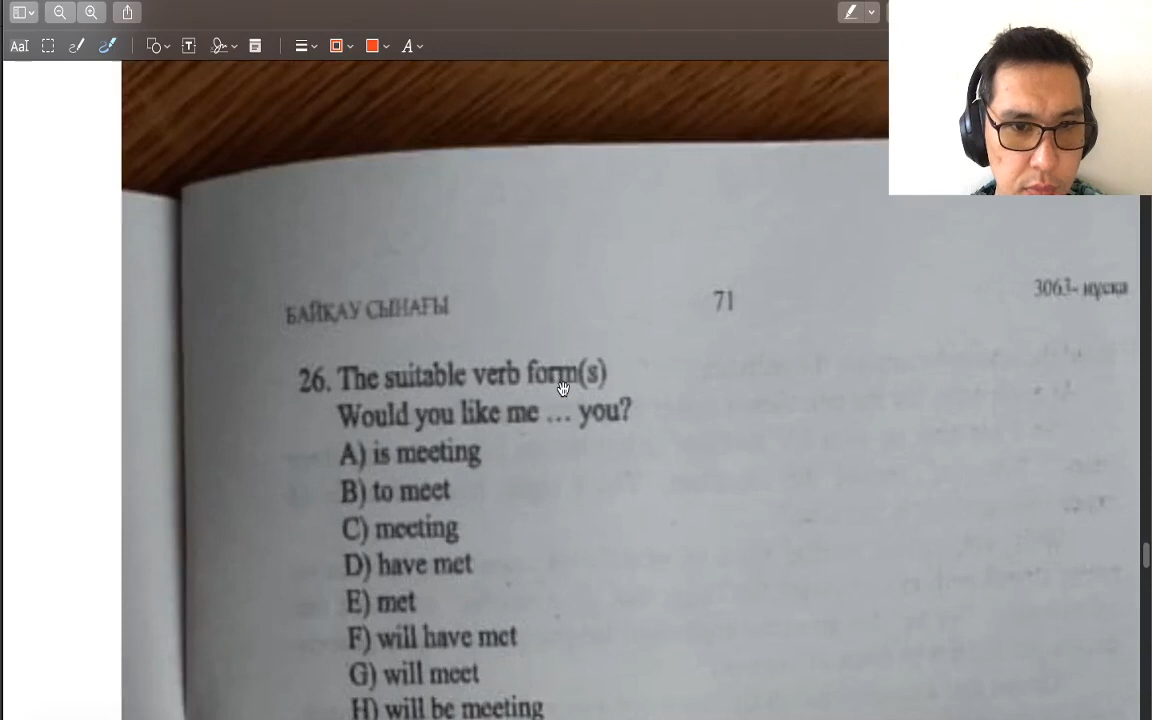 БАЙҚАУ СЫНАҒЫ 71 3063- нұсқа
26. The suitable verb form(s)
Would you like me ... you?
A) is meeting
B) to meet
C) meeting
D) have met
E) met
F) will have met
G) will meet
H) will be meeting